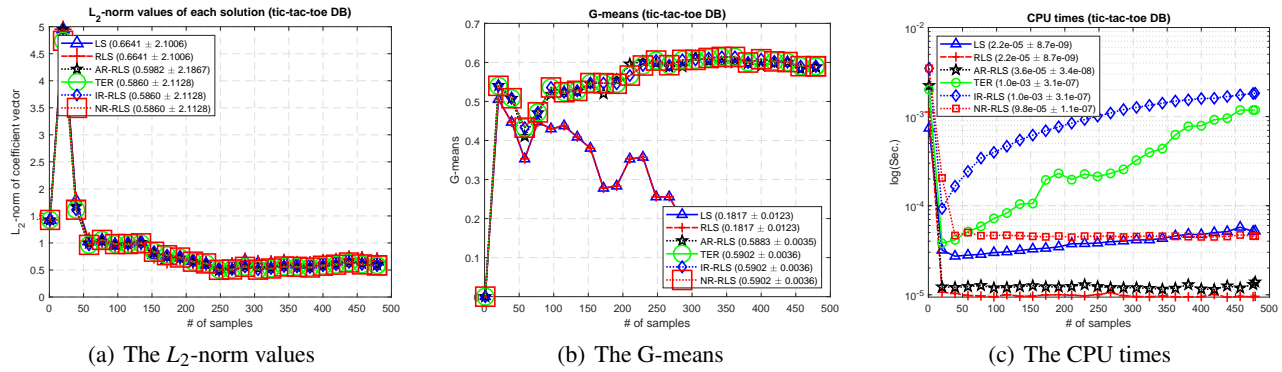 L₂-norm values of each solution (tic-tac-toe DB)
LS (0.6641 ± 2.1006)
RLS (0.6641 ± 2.1006)
AR-RLS (0.5982 ± 2.1867)
TER (0.5860 ± 2.1128)
IR-RLS (0.5860 ± 2.1128)
NR-RLS (0.5860 ± 2.1128)
L₂-norm of coefficient vector
5
4.5
4
3.5
3
2.5
2
1.5
1
0.5
0
0 50 100 150 200 250 300 350 400 450 500
# of samples
(a) The L₂-norm values
G-means (tic-tac-toe DB)
G-means
0.7
0.6
0.5
0.4
0.3
0.2
0.1
0.0
LS (0.1817 ± 0.0123)
RLS (0.1817 ± 0.0123)
AR-RLS (0.5883 ± 0.0035)
TER (0.5902 ± 0.0036)
IR-RLS (0.5902 ± 0.0036)
NR-RLS (0.5902 ± 0.0036)
0 50 100 150 200 250 300 350 400 450 500
# of samples
(b) The G-means
CPU times (tic-tac-toe DB)
LS (2.2e-05 ± 8.7e-09)
RLS (2.2e-05 ± 8.7e-09)
AR-RLS (3.6e-05 ± 3.4e-08)
TER (1.0e-03 ± 3.1e-07)
IR-RLS (1.0e-03 ± 3.1e-07)
NR-RLS (9.8e-05 ± 1.1e-07)
log(Sec.)
10⁻²
10⁻³
10⁻⁴
10⁻⁵
0 50 100 150 200 250 300 350 400 450 500
# of samples
(c) The CPU times